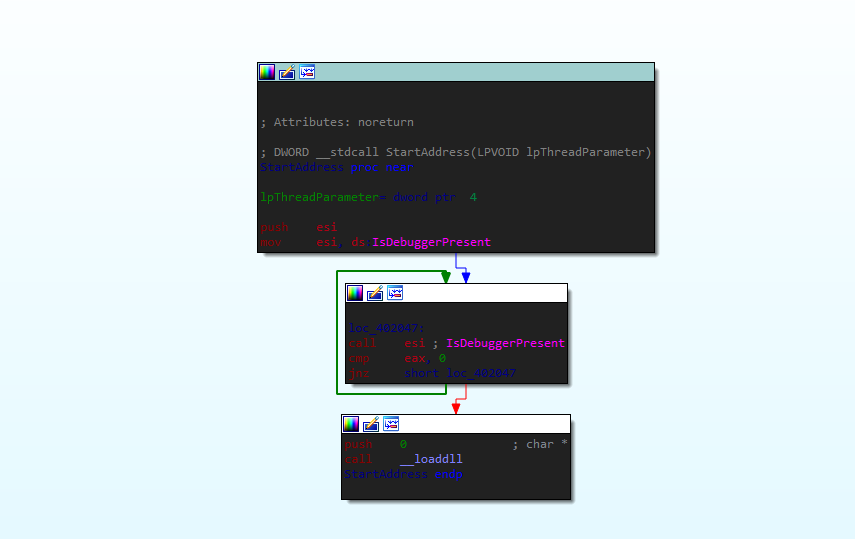 ; Attributes: noreturn
; DWORD __stdcall StartAddress(LPVOID lpThreadParameter)
StartAddress proc near
lpThreadParameter= dword ptr  4
push    esi
mov     esi, ds:IsDebuggerPresent
loc_402047:
call    esi ; IsDebuggerPresent
cmp     eax, 0
jnz     short loc_402047
push    0               ; char *
call    __loaddll
StartAddress endp